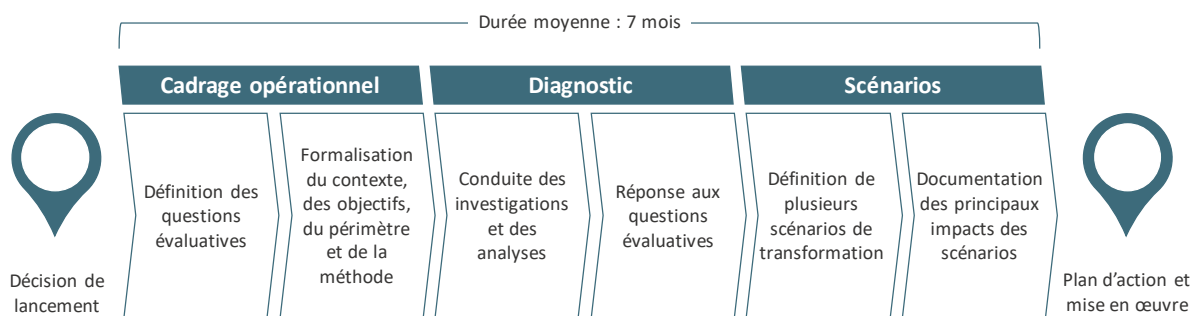 Durée moyenne : 7 mois
Cadrage opérationnel
Diagnostic
Scénarios
Décision de
lancement
Définition des
questions
évaluatives
Formalisation
du contexte,
des objectifs,
du périmètre
et de la
méthode
Conduite des
investigations
et des
analyses
Réponse aux
questions
évaluatives
Définition de
plusieurs
scénarios de
transformation
Documentation
des principaux
impacts des
scénarios
Plan d’action et
mise en œuvre